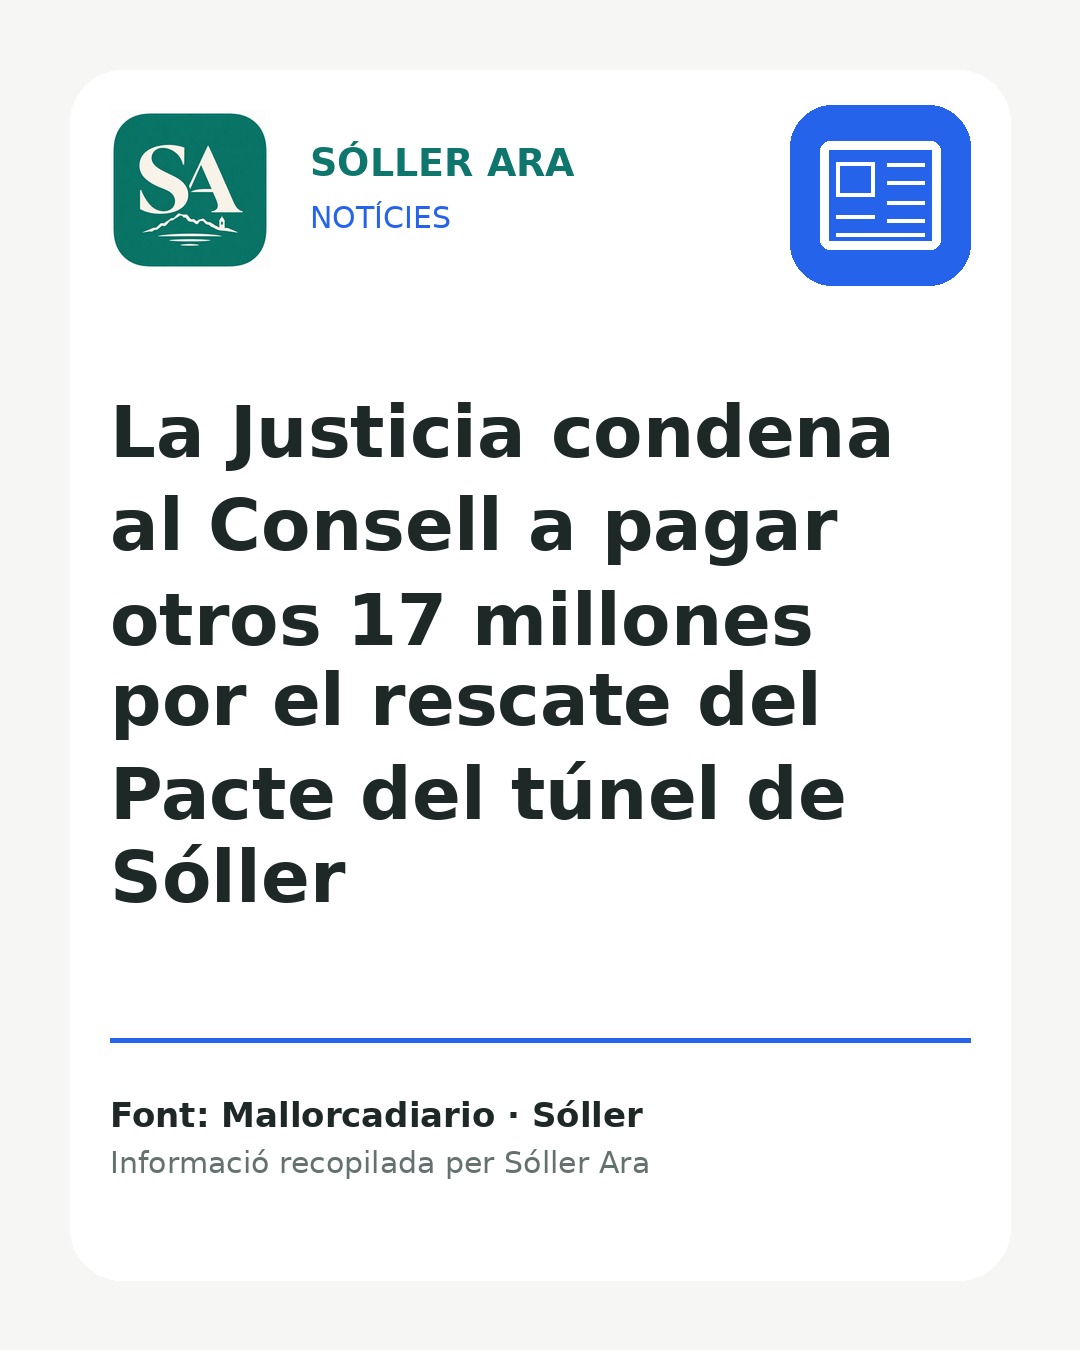 SA
SÓLLER ARA
NOTÍCIES
La Justicia condena
al Consell a pagar
otros 17 millones
por el rescate del
Pacte del túnel de
Sóller
Font: Mallorcadiario · Sóller
Informació recopilada per Sóller Ara